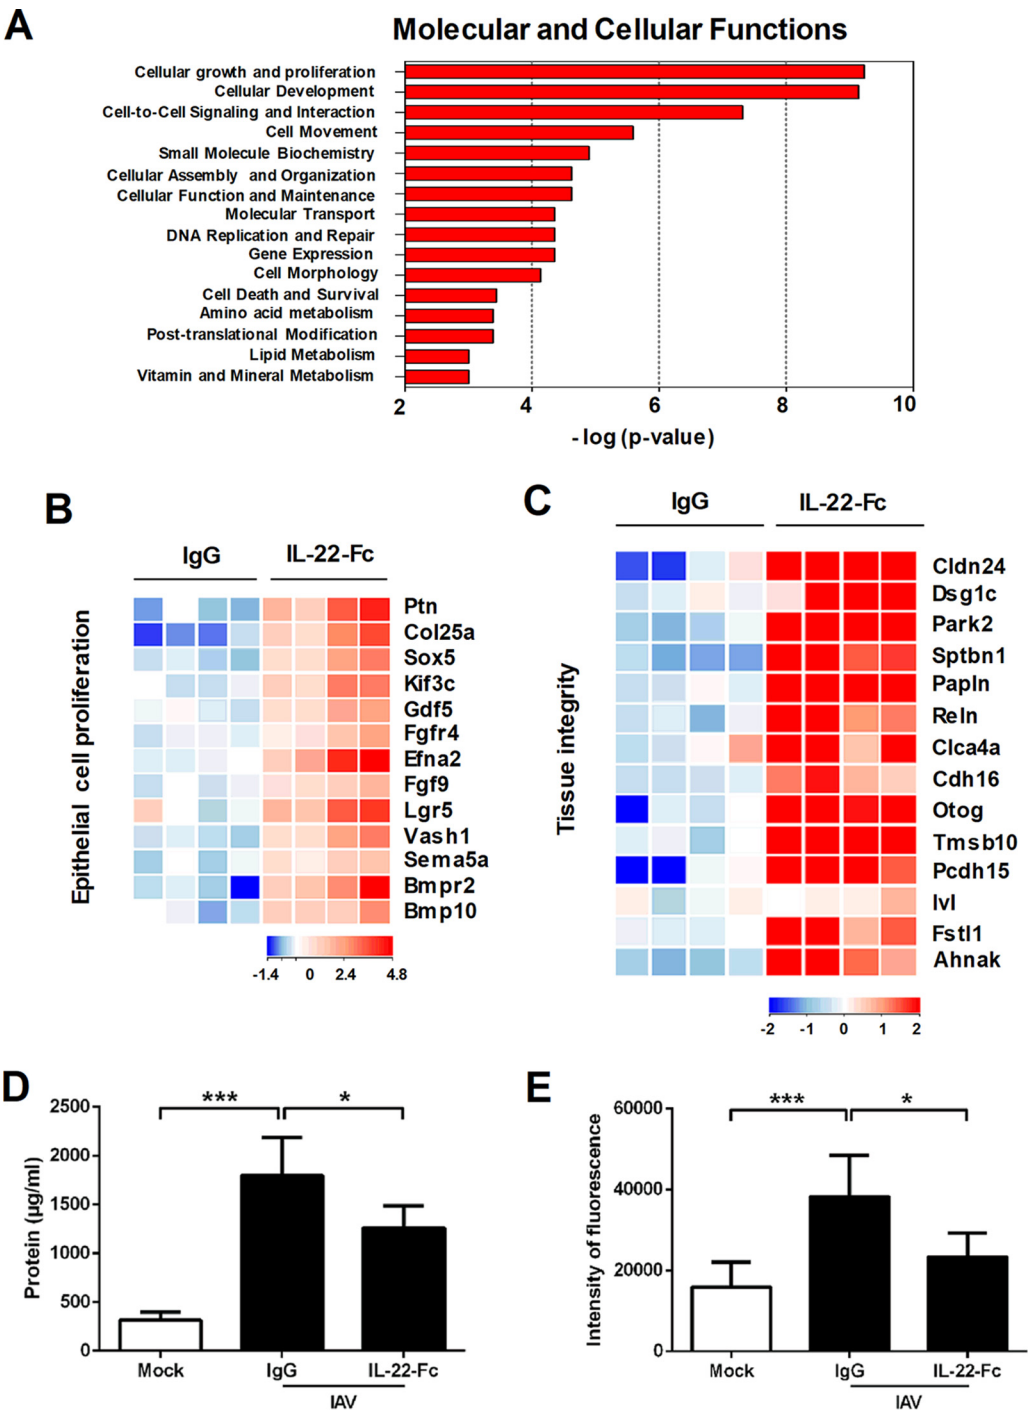 A
Molecular and Cellular Functions
Cellular growth and proliferation
Cellular Development
Cell-to-Cell Signaling and Interaction
Cell Movement
Small Molecule Biochemistry
Cellular Assembly and Organization
Cellular Function and Maintenance
Molecular Transport
DNA Replication and Repair
Gene Expression
Cell Morphology
Cell Death and Survival
Amino acid metabolism
Post-translational Modification
Lipid Metabolism
Vitamin and Mineral Metabolism
2 4 6 8 10
- log (p-value)
B
IgG IL-22-Fc
Epithelial cell proliferation
Ptn
Col25a
Sox5
Kif3c
Gdf5
Fgfr4
Efna2
Fgf9
Lgr5
Vash1
Sema5a
Bmpr2
Bmp10
-1.4 0 2.4 4.8
C
IgG IL-22-Fc
Tissue integrity
Cldn24
Dsg1c
Park2
Sptbn1
Papln
Reln
Clca4a
Cdh16
Otog
Tmsb10
Pcdh15
Ivl
Fstl1
Ahnak
-2 -1 0 1 2
D
Protein (μg/ml)
2500
2000
1500
1000
500
0
*** *
Mock IgG IL-22-Fc
IAV
E
Intensity of fluorescence
60000
40000
20000
0
*** *
Mock IgG IL-22-Fc
IAV